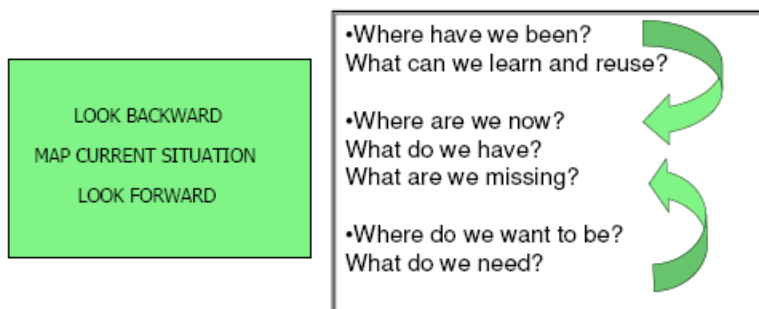 LOOK BACKWARD
MAP CURRENT SITUATION
LOOK FORWARD
•Where have we been?
What can we learn and reuse?
•Where are we now?
What do we have?
What are we missing?
•Where do we want to be?
What do we need?